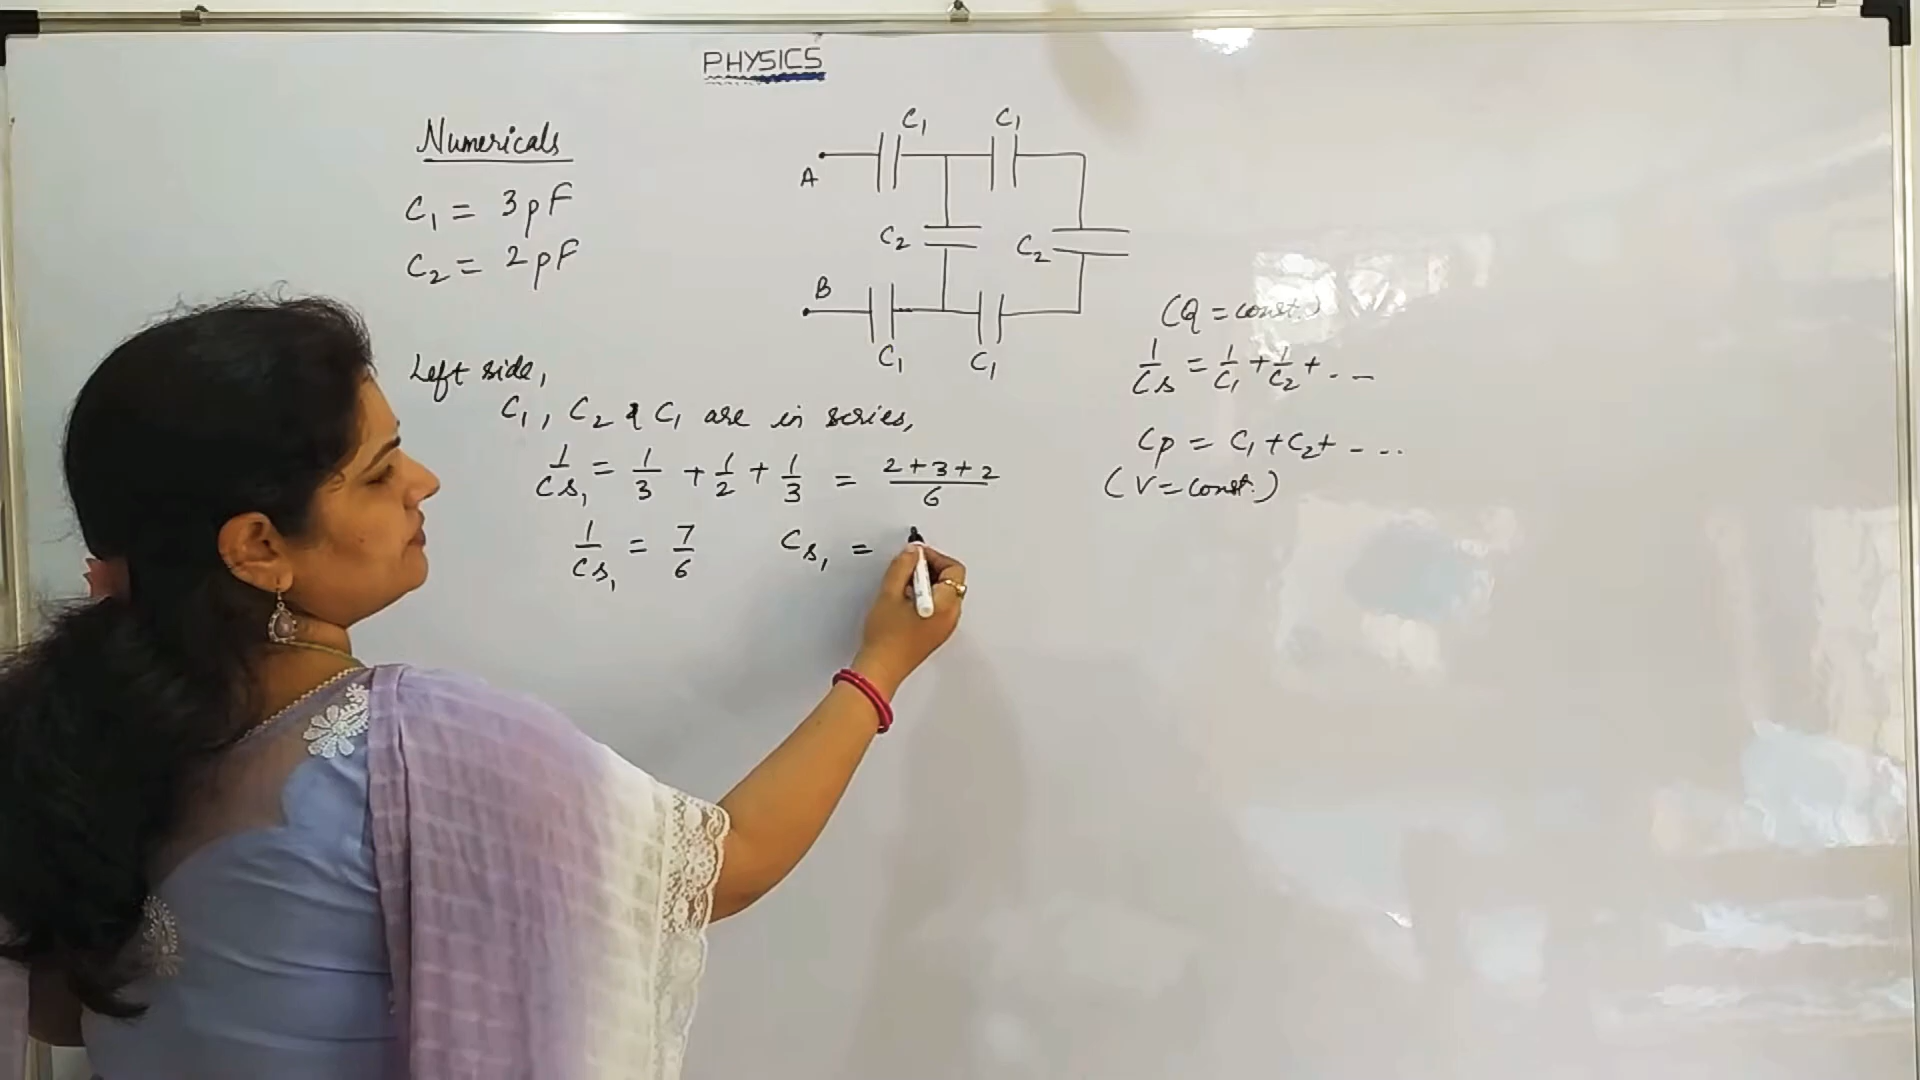 PHYSICS
Numericals
C₁ = 3pF
C₂ = 2pF
C₁ C₁
A
C₂ C₂
B
C₁ C₁
(Q = const.)
1/Cs = 1/C₁ + 1/C₂ + . --
Cp = C₁ + C₂ + - ...
(V = const.)
Left side,
C₁, C₂ & C₁ are in series,
1/Cs₁ = 1/3 + 1/2 + 1/3 = (2+3+2)/6
1/Cs₁ = 7/6 Cs₁ =